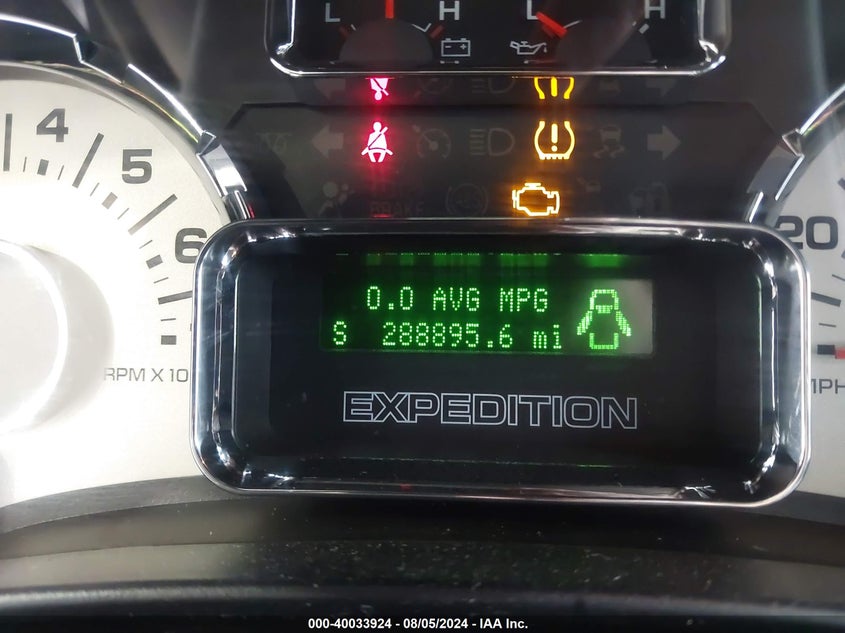 L H L H
4
5
6
20
BRAKE
0.0 AVG MPG
S 288895.6 mi
RPM X 10
MPH
EXPEDITION
000-40033924 - 08/05/2024 - IAA Inc.